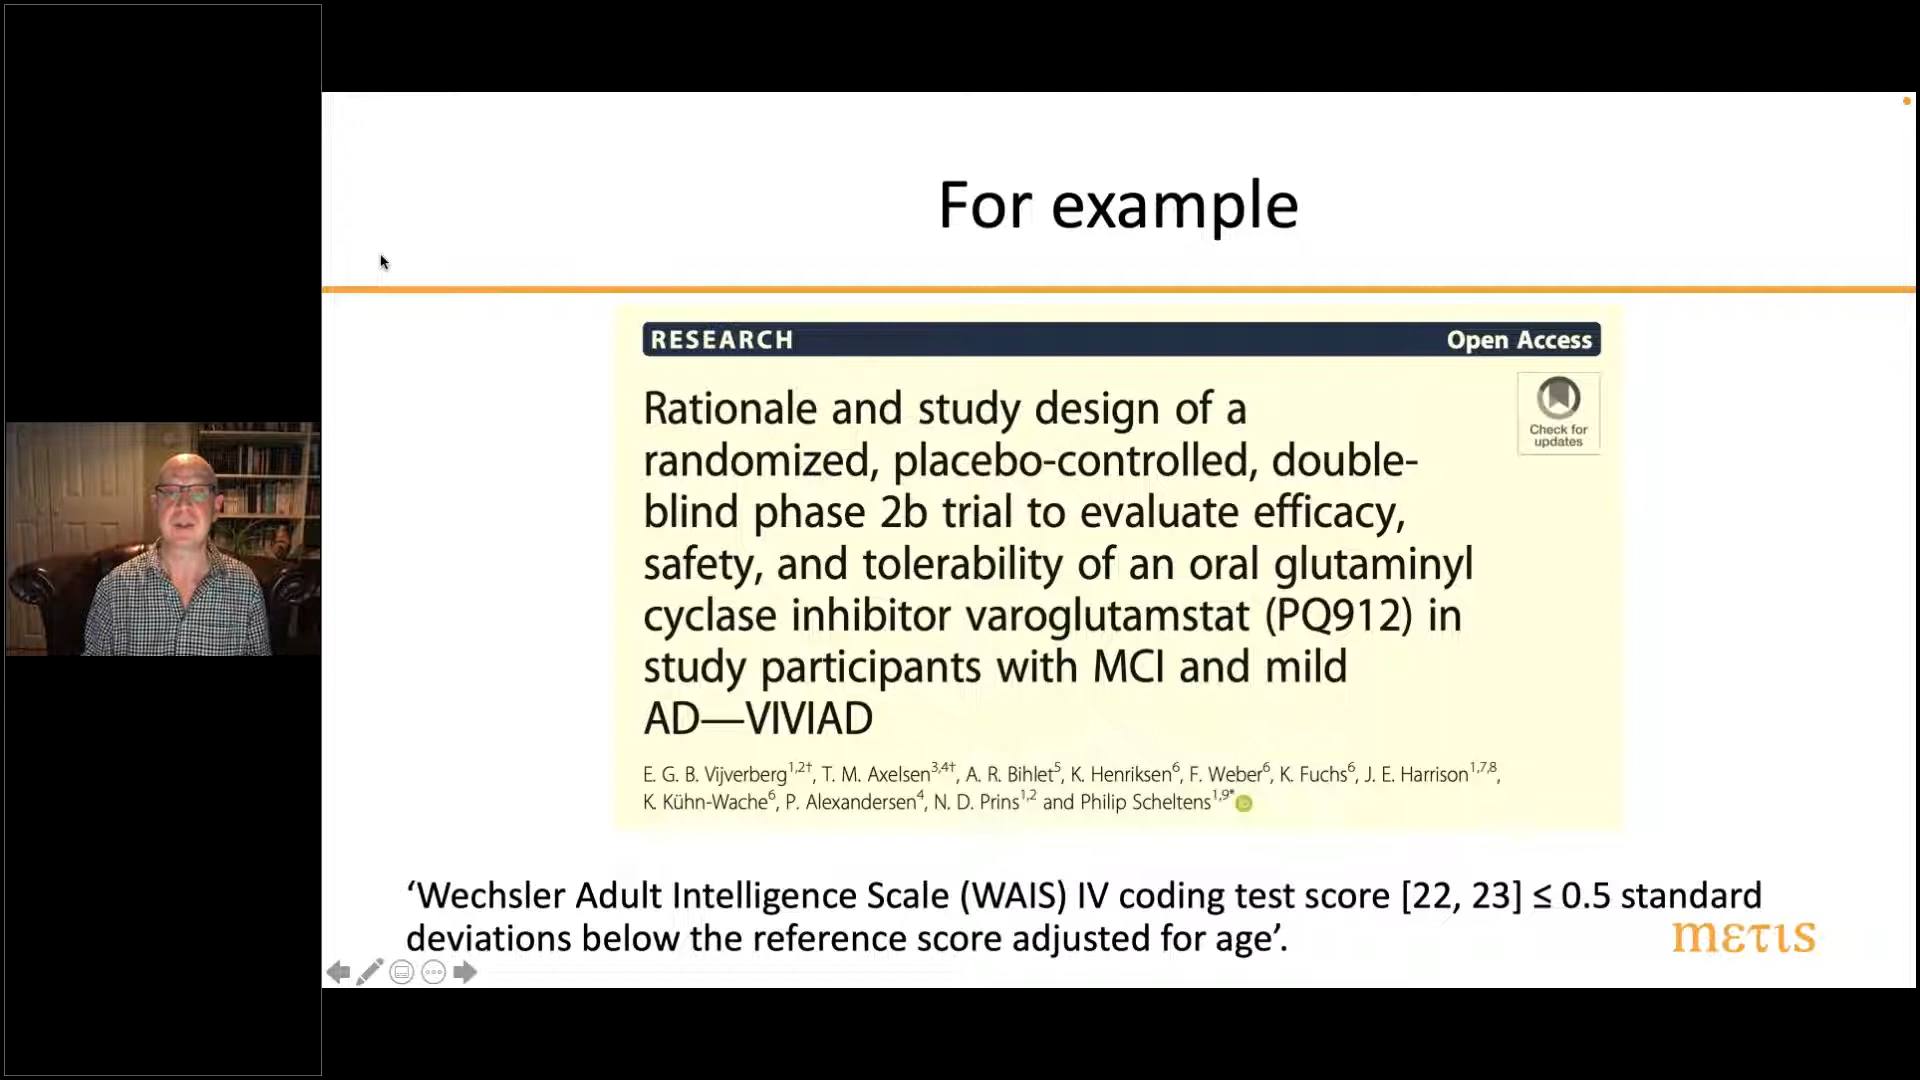 For example
RESEARCH Open Access
Rationale and study design of a
randomized, placebo-controlled, double-
blind phase 2b trial to evaluate efficacy,
safety, and tolerability of an oral glutaminyl
cyclase inhibitor varoglutamstat (PQ912) in
study participants with MCI and mild
AD—VIVIAD
Check for
updates
E. G. B. Vijverberg1,2†, T. M. Axelsen3,4†, A. R. Bihlet5, K. Henriksen6, F. Weber6, K. Fuchs6, J. E. Harrison1,7,8,
K. Kühn-Wache6, P. Alexandersen4, N. D. Prins1,2 and Philip Scheltens1,9*
‘Wechsler Adult Intelligence Scale (WAIS) IV coding test score [22, 23] ≤ 0.5 standard
deviations below the reference score adjusted for age’.
mετιs